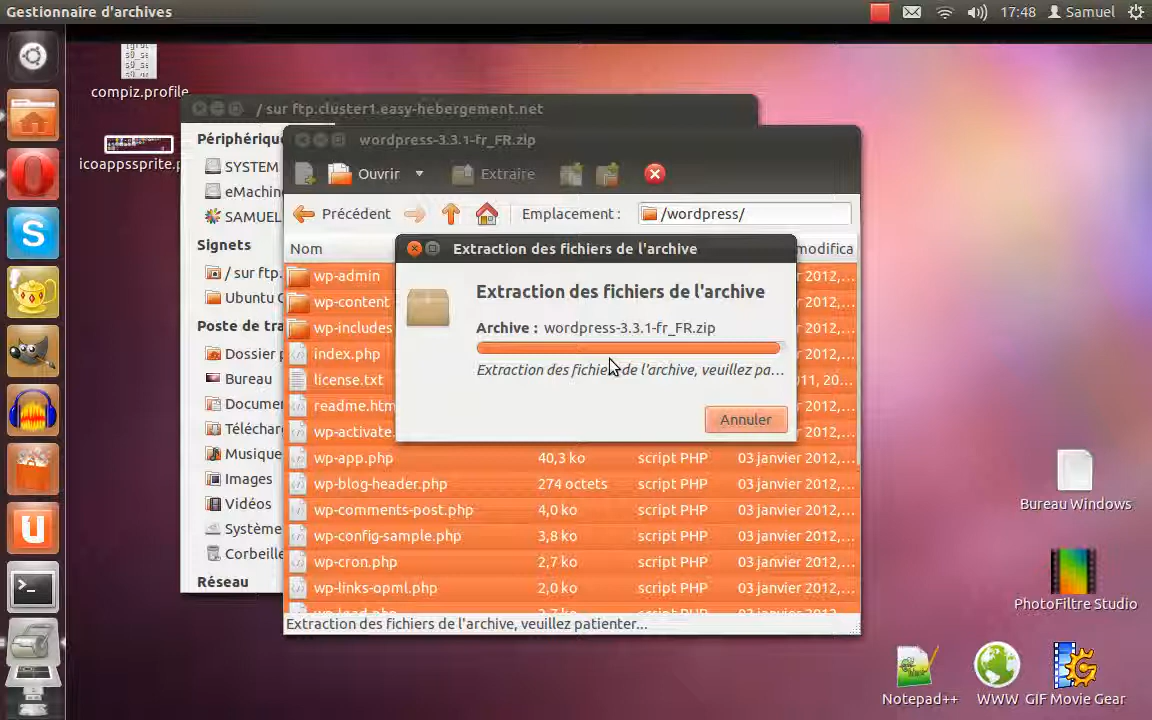 Gestionnaire d'archives
17:48
Samuel
compiz.profile
icoappssprite.p
/ sur ftp.cluster1.easy-hebergement.net
Périphériqu
SYSTEM
eMachin
SAMUEL
Signets
/ sur ftp.
Ubuntu
Poste de tra
Dossier p
Bureau
Docume
Téléchar
Musique
Images
Vidéos
Système
Corbeille
Réseau
wordpress-3.3.1-fr_FR.zip
Ouvrir
Extraire
Précédent
Emplacement :
/wordpress/
Nom
modifica
wp-admin
r 2012,...
wp-content
r 2012,...
wp-includes
r 2012,...
index.php
r 2012,...
license.txt
11, 20...
readme.htm
r 2012,...
wp-activate.
r 2012,...
wp-app.php 40,3 ko script PHP 03 janvier 2012,...
wp-blog-header.php 274 octets script PHP 03 janvier 2012,...
wp-comments-post.php 4,0 ko script PHP 03 janvier 2012,...
wp-config-sample.php 3,8 ko script PHP 03 janvier 2012,...
wp-cron.php 2,7 ko script PHP 03 janvier 2012,...
wp-links-opml.php 2,0 ko script PHP 03 janvier 2012,...
Extraction des fichiers de l'archive, veuillez patienter...
Extraction des fichiers de l'archive
Extraction des fichiers de l'archive
Archive : wordpress-3.3.1-fr_FR.zip
Extraction des fichie de l'archive, veuillez pa...
Annuler
Bureau Windows
PhotoFiltre Studio
Notepad++
WWW
GIF Movie Gear